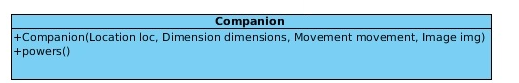 Companion
+Companion(Location loc, Dimension dimensions, Movement movement, Image img)
+powers()